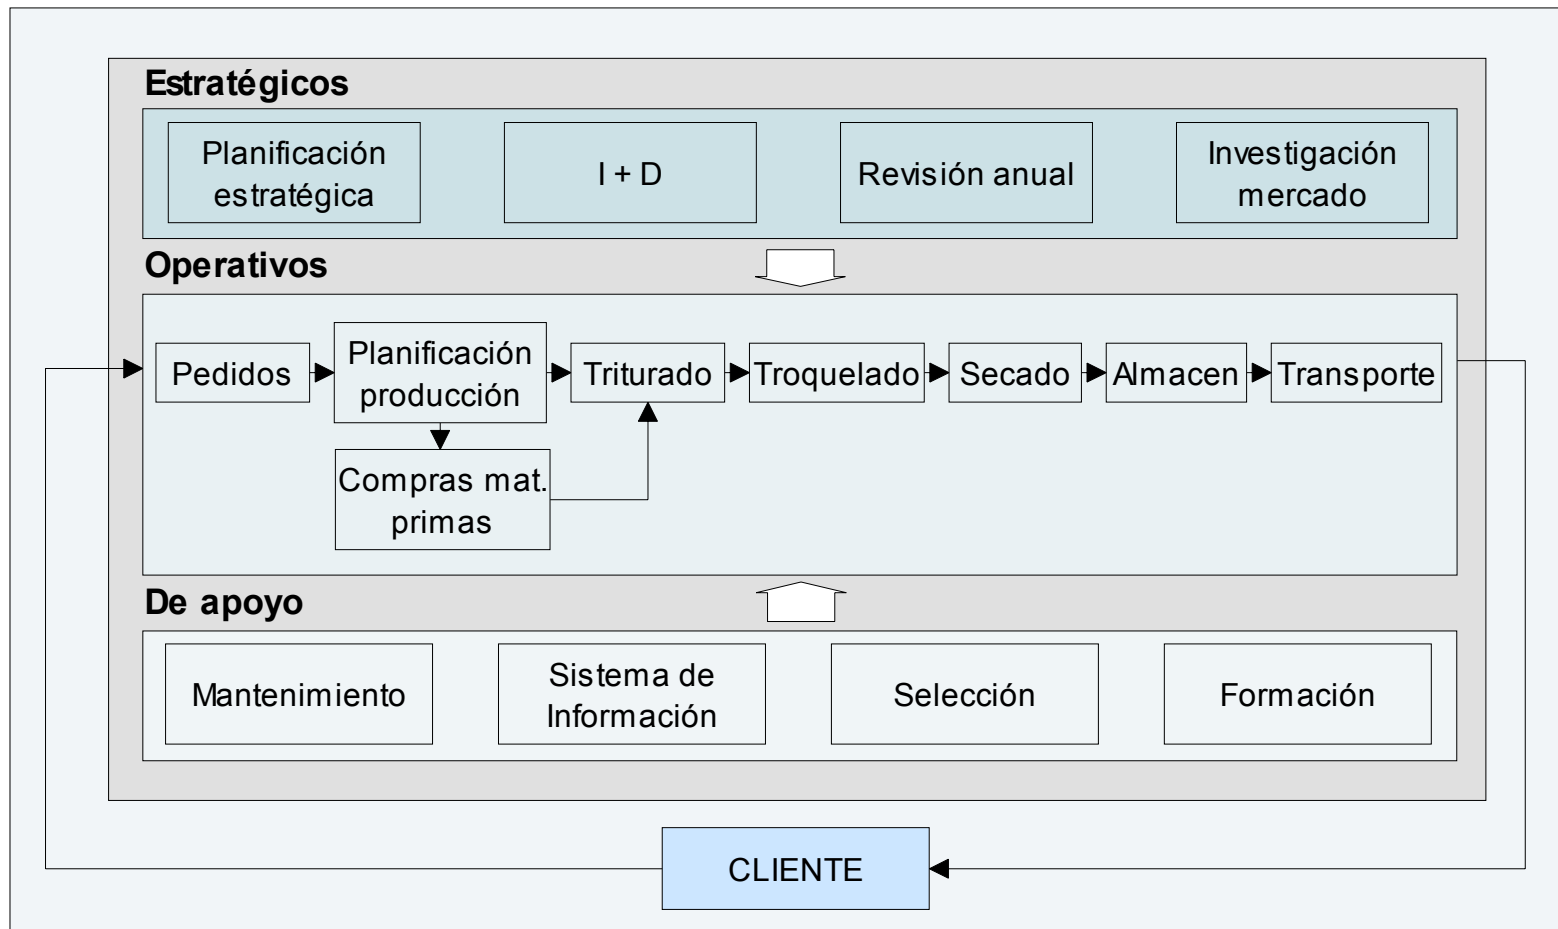 Estratégicos
Planificación
estratégica
I + D
Revisión anual
Investigación
mercado
Operativos
Pedidos
Planificación
producción
Triturado
Troquelado
Secado
Almacen
Transporte
Compras mat.
primas
De apoyo
Mantenimiento
Sistema de
Información
Selección
Formación
CLIENTE